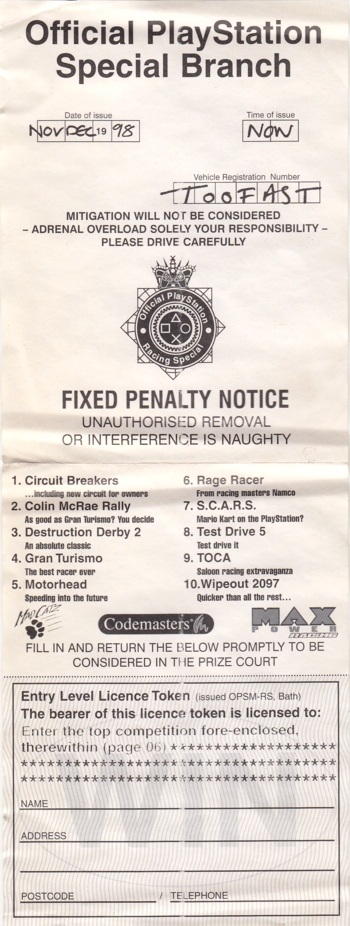 Official PlayStation
Special Branch
Date of issue
Time of issue
NOV DEC 19 98
NOW
Vehicle Registration Number
TOOFAST
MITIGATION WILL NOT BE CONSIDERED
– ADRENAL OVERLOAD SOLELY YOUR RESPONSIBILITY –
PLEASE DRIVE CAREFULLY
Official PlayStation
Racing Special
FIXED PENALTY NOTICE
UNAUTHORISED REMOVAL
OR INTERFERENCE IS NAUGHTY
1. Circuit Breakers
...including new circuit for owners
2. Colin McRae Rally
As good as Gran Turismo? You decide
3. Destruction Derby 2
An absolute classic
4. Gran Turismo
The best racer ever
5. Motorhead
Speeding into the future
6. Rage Racer
From racing masters Namco
7. S.C.A.R.S.
Mario Kart on the PlayStation?
8. Test Drive 5
Test drive it
9. TOCA
Saloon racing extravaganza
10.Wipeout 2097
Quicker than all the rest...
MAD CATZ
Codemasters
MAX
POWER
RACING
FILL IN AND RETURN THE BELOW PROMPTLY TO BE
CONSIDERED IN THE PRIZE COURT
Entry Level Licence Token (issued OPSM-RS, Bath)
The bearer of this licence token is licensed to:
Enter the top competition fore-enclosed,
therewithin (page 06) ********************
****************************************
****************************************
WIN
NAME
ADDRESS
POSTCODE / TELEPHONE